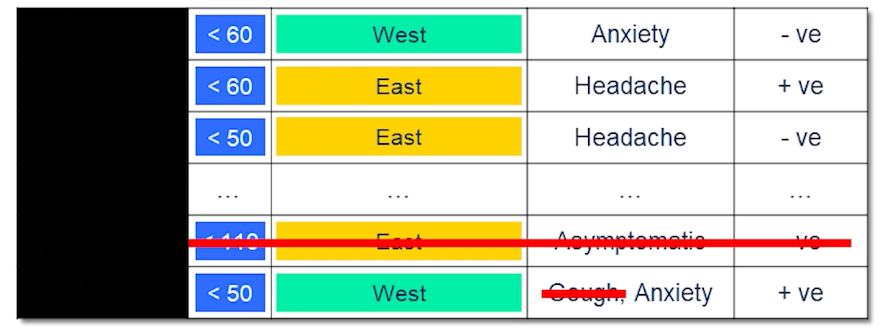 < 60 West Anxiety - ve
< 60 East Headache + ve
< 50 East Headache - ve
... ... ... ...
East Asymptomatic - ve
< 50 West Cough, Anxiety + ve